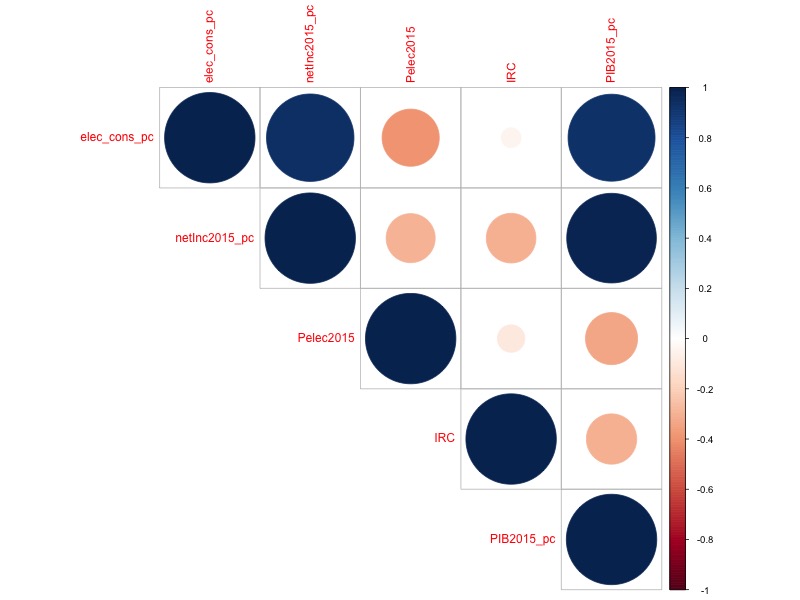 elec_cons_pc
netInc2015_pc
Pelec2015
IRC
PIB2015_pc
elec_cons_pc
netInc2015_pc
Pelec2015
IRC
PIB2015_pc
1
0.8
0.6
0.4
0.2
0
-0.2
-0.4
-0.6
-0.8
-1